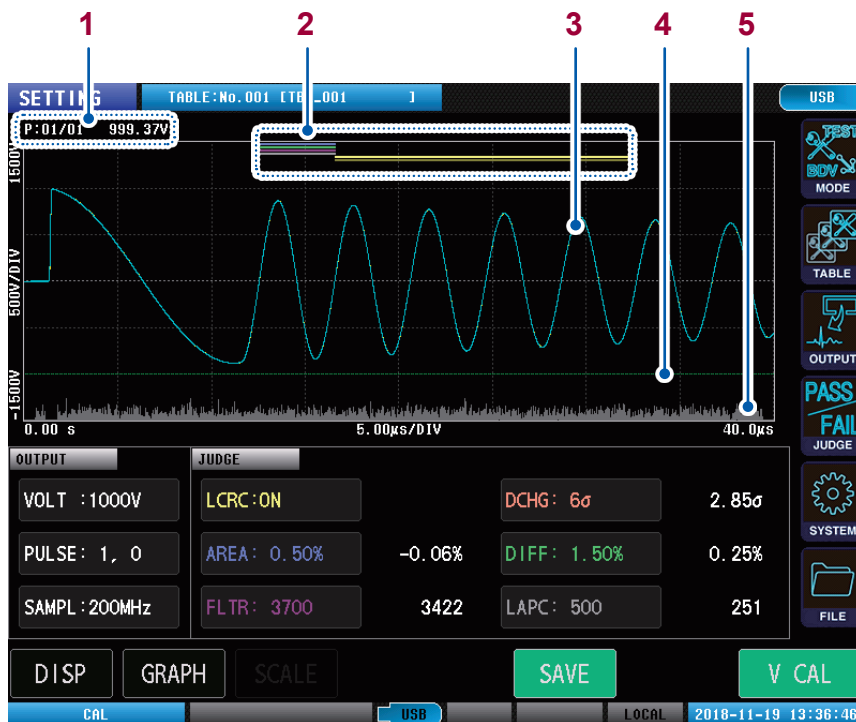 1 2 3 4 5
SETTING TABLE:No.001 [TBL_001 ] USB
P:01/01 999.37V
1500V
500V/DIV
-1500V
0.00 s 5.00µs/DIV 40.0µs
TEST
BDV
MODE
TABLE
OUTPUT
PASS
FAIL
JUDGE
SYSTEM
FILE
OUTPUT JUDGE
VOLT :1000V LCRC:ON DCHG: 6σ 2.85σ
PULSE: 1, 0 AREA: 0.50% -0.06% DIFF: 1.50% 0.25%
SAMPL:200MHz FLTR: 3700 3422 LAPC: 500 251
DISP GRAPH SCALE SAVE V CAL
CAL USB LOCAL 2018-11-19 13:36:46